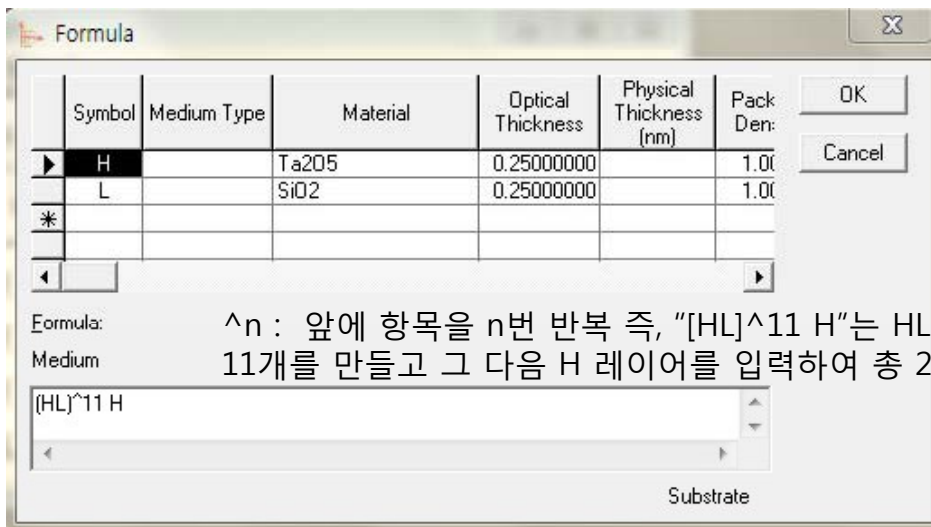 Formula
Symbol Medium Type Material Optical Thickness Physical Thickness (nm) Pack Den:
H Ta2O5 0.25000000 1.00
L SiO2 0.25000000 1.00
OK
Cancel
Formula:
^n : 앞에 항목을 n번 반복 즉, "[HL]^11 H"는 HL
Medium
11개를 만들고 그 다음 H 레이어를 입력하여 총 2
(HL)^11 H
Substrate